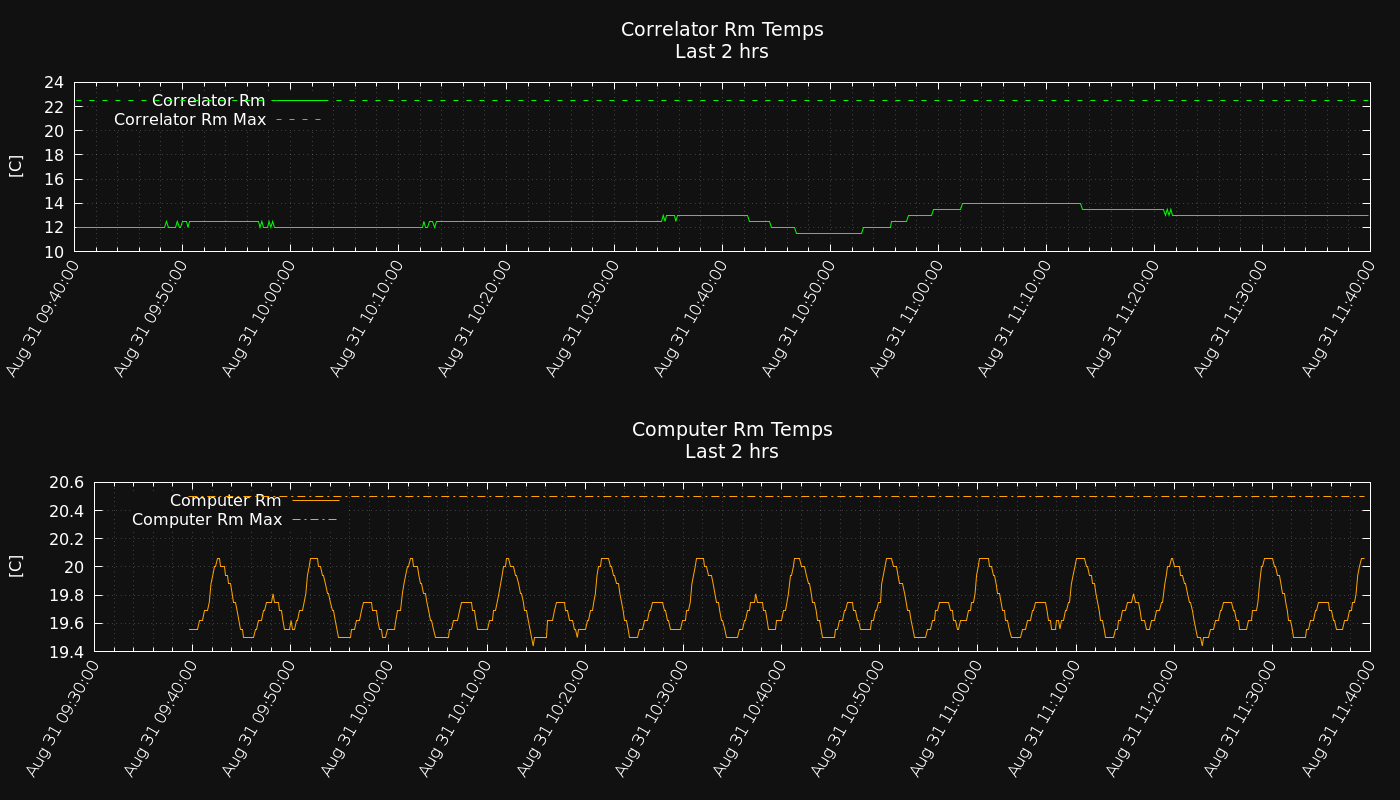 Correlator Rm Temps
Last 2 hrs
24
22
20
18
16
14
12
10
[C]
Correlator Rm
Correlator Rm Max
Aug 31 09:40:00
Aug 31 09:50:00
Aug 31 10:00:00
Aug 31 10:10:00
Aug 31 10:20:00
Aug 31 10:30:00
Aug 31 10:40:00
Aug 31 10:50:00
Aug 31 11:00:00
Aug 31 11:10:00
Aug 31 11:20:00
Aug 31 11:30:00
Aug 31 11:40:00
Computer Rm Temps
Last 2 hrs
20.6
20.4
20.2
20
19.8
19.6
19.4
[C]
Computer Rm
Computer Rm Max
Aug 31 09:30:00
Aug 31 09:40:00
Aug 31 09:50:00
Aug 31 10:00:00
Aug 31 10:10:00
Aug 31 10:20:00
Aug 31 10:30:00
Aug 31 10:40:00
Aug 31 10:50:00
Aug 31 11:00:00
Aug 31 11:10:00
Aug 31 11:20:00
Aug 31 11:30:00
Aug 31 11:40:00